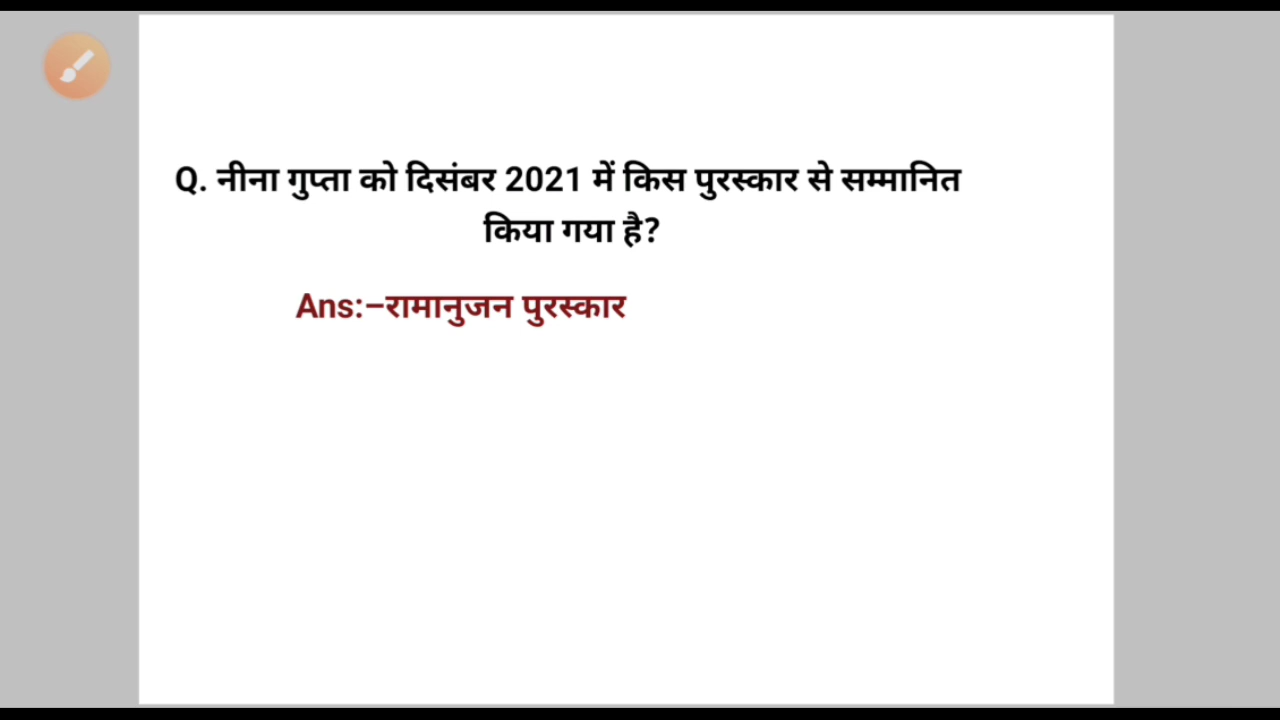 Q. नीना गुप्ता को दिसंबर 2021 में किस पुरस्कार से सम्मानित
किया गया है?
Ans:–रामानुजन पुरस्कार